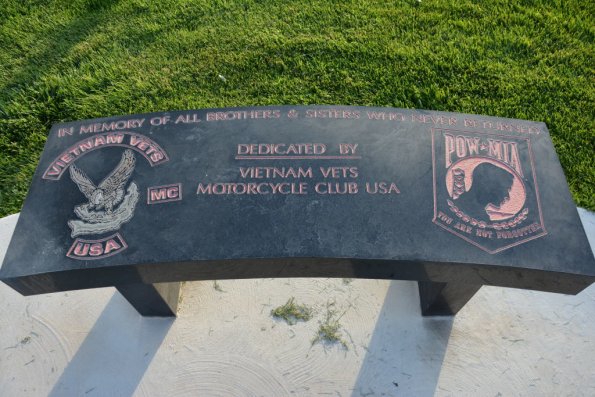 IN MEMORY OF ALL BROTHERS & SISTERS WHO NEVER RETURNED
VIETNAM VETS
MC
USA
DEDICATED BY
VIETNAM VETS
MOTORCYCLE CLUB USA
POW★MIA
YOU ARE NOT FORGOTTEN